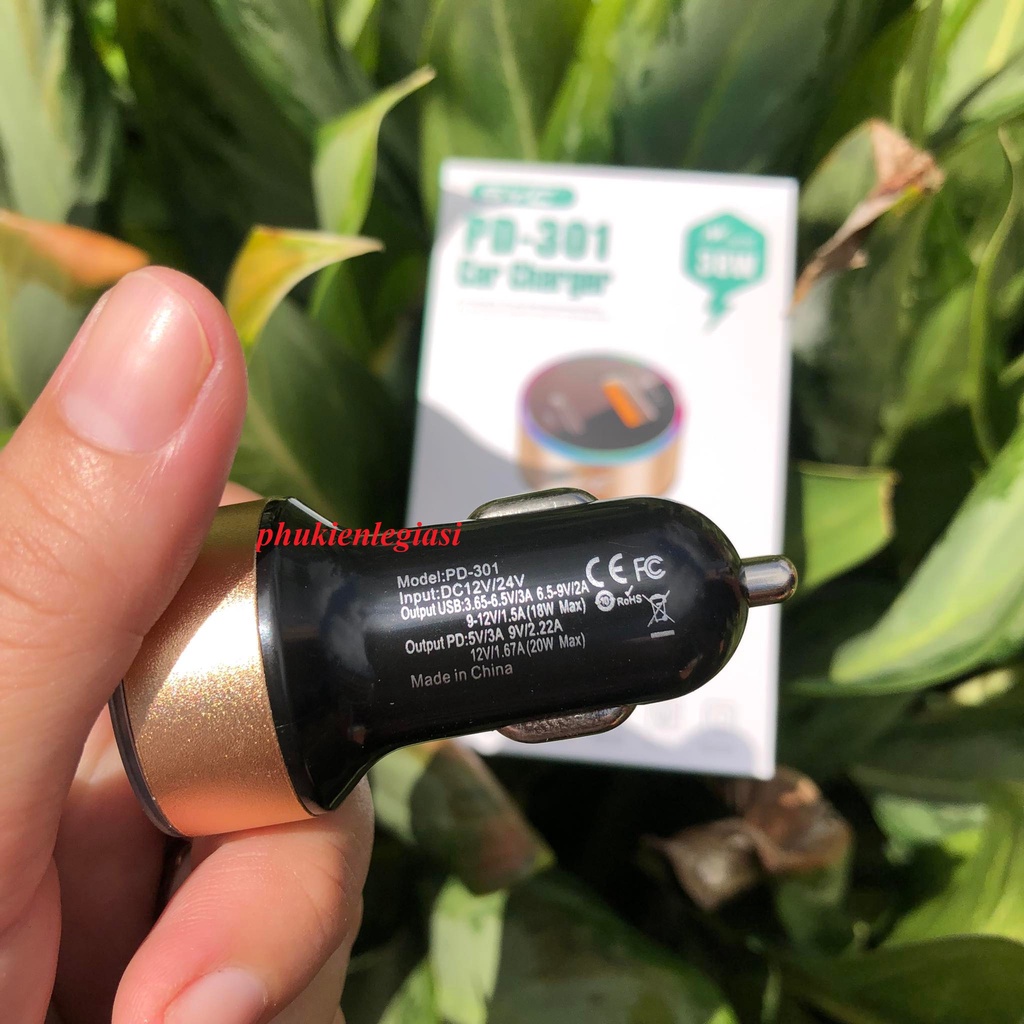 PD-301
Car Charger
phukienlegiasi
Model:PD-301
Input:DC12V/24V
Output USB:3.65-6.5V/3A 6.5-9V/2A
9-12V/1.5A(18W Max)
Output PD:5V/3A 9V/2.22A
12V/1.67A(20W Max)
Made in China
CE FC
10 RoHS